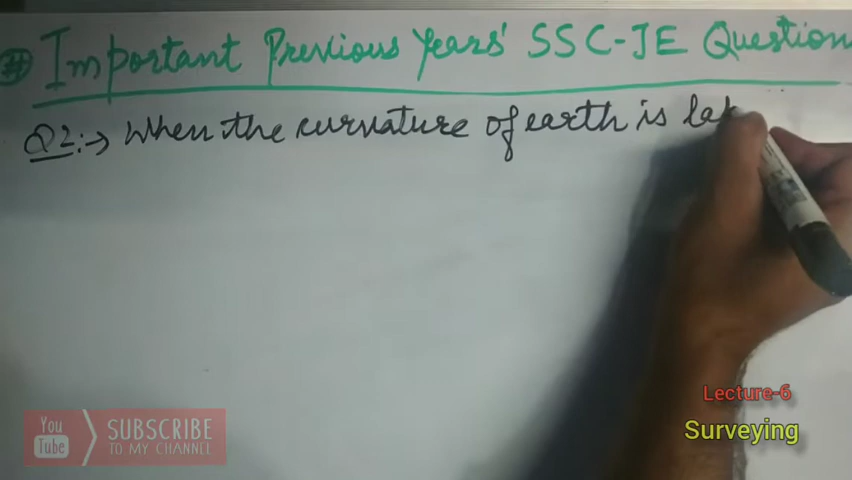 # Important Previous Years' SSC-JE Question
Q2:→ When the curvature of earth is
Lecture-6
Surveying
You
Tube
SUBSCRIBE
TO MY CHANNEL